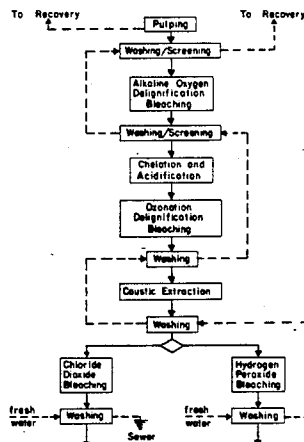 To Recovery
To Recovery
Pulping
Washing/Screening
Alkaline Oxygen
Delignification
Bleaching
Washing/Screening
Chelation and
Acidification
Ozonation
Delignification
Bleaching
Washing
Caustic Extraction
Washing
Chloride
Dioxide
Bleaching
Hydrogen
Peroxide
Bleaching
fresh
water
Washing
Sewer
fresh
water
Washing